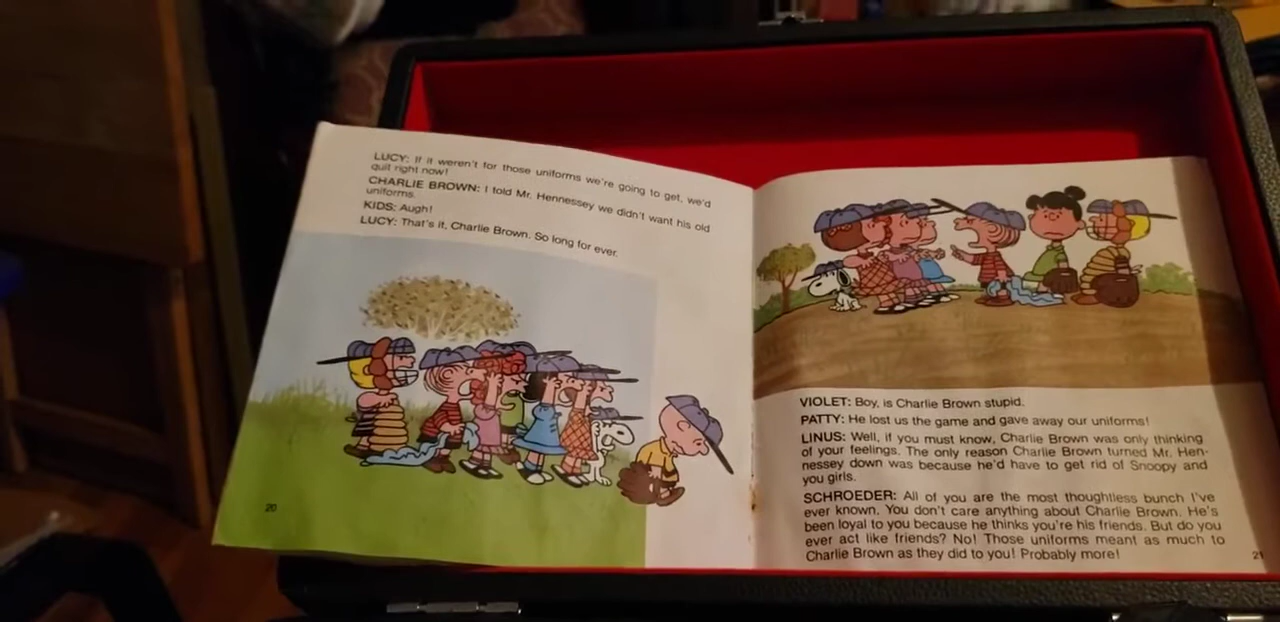 LUCY: If it weren't for those uniforms we're going to get, we'd
quit right now!
CHARLIE BROWN: I told Mr. Hennessey we didn't want his old
uniforms.
KIDS: Augh!
LUCY: That's it, Charlie Brown. So long for ever.
20
VIOLET: Boy, is Charlie Brown stupid.
PATTY: He lost us the game and gave away our uniforms!
LINUS: Well, if you must know, Charlie Brown was only thinking
of your feelings. The only reason Charlie Brown turned Mr. Hen-
nessey down was because he'd have to get rid of Snoopy and
you girls.
SCHROEDER: All of you are the most thoughtless bunch I've
ever known. You don't care anything about Charlie Brown. He's
been loyal to you because he thinks you're his friends. But do you
ever act like friends? No! Those uniforms meant as much to
Charlie Brown as they did to you! Probably more!
21